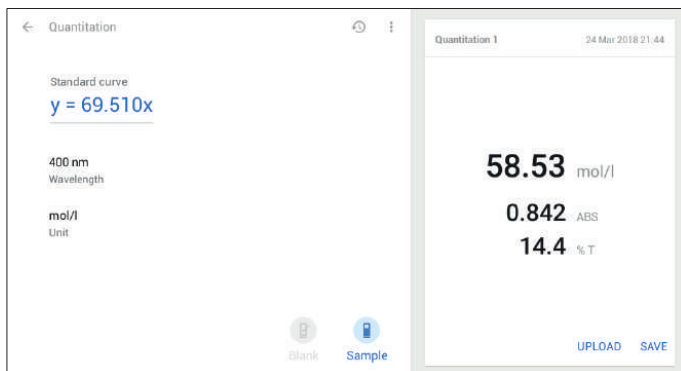 Quantitation
Standard curve
y = 69.510x
400 nm
Wavelength
mol/l
Unit
Blank
Sample
Quantitation 1 24 Mar 2018 21:44
58.53 mol/l
0.842 ABS
14.4 % T
UPLOAD SAVE